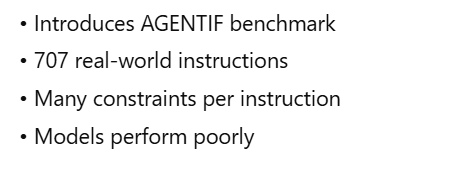 • Introduces AGENTIF benchmark
• 707 real-world instructions
• Many constraints per instruction
• Models perform poorly